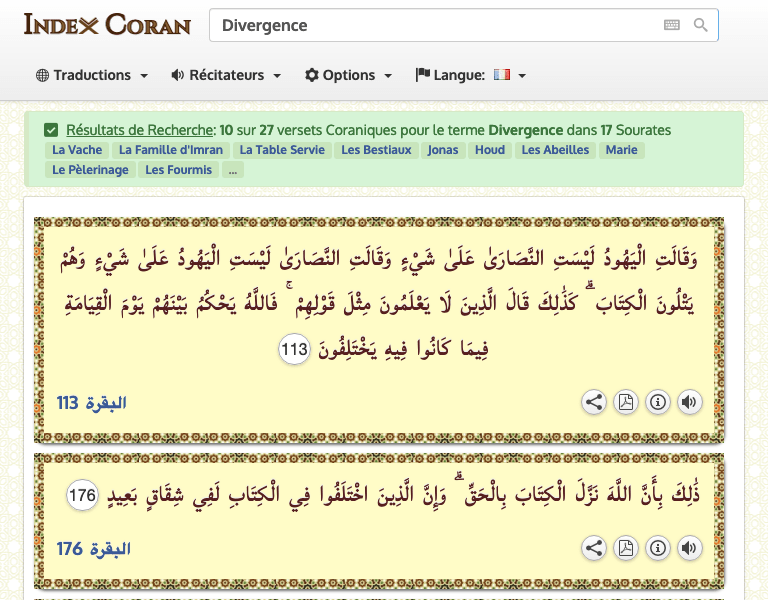 Index Coran
Divergence
Traductions Récitateurs Options Langue:
Résultats de Recherche: 10 sur 27 versets Coraniques pour le terme Divergence dans 17 Sourates
La Vache La Famille d'Imran La Table Servie Les Bestiaux Jonas Houd Les Abeilles Marie
Le Pèlerinage Les Fourmis ...
وَقَالَتِ الْيَهُودُ لَيْسَتِ النَّصَارَىٰ عَلَىٰ شَيْءٍ وَقَالَتِ النَّصَارَىٰ لَيْسَتِ الْيَهُودُ عَلَىٰ شَيْءٍ وَهُمْ
يَتْلُونَ الْكِتَابَ ۗ كَذَٰلِكَ قَالَ الَّذِينَ لَا يَعْلَمُونَ مِثْلَ قَوْلِهِمْ ۚ فَاللَّهُ يَحْكُمُ بَيْنَهُمْ يَوْمَ الْقِيَامَةِ
فِيمَا كَانُوا فِيهِ يَخْتَلِفُونَ 113
البقرة 113
ذَٰلِكَ بِأَنَّ اللَّهَ نَزَّلَ الْكِتَابَ بِالْحَقِّ ۗ وَإِنَّ الَّذِينَ اخْتَلَفُوا فِي الْكِتَابِ لَفِي شِقَاقٍ بَعِيدٍ 176
البقرة 176